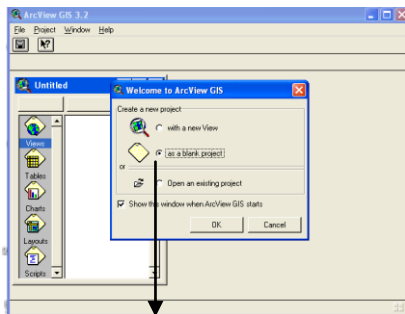 ArcView GIS 3.2
File Project Window Help
Untitled
Views
Tables
Charts
Layouts
Scripts
Welcome to ArcView GIS
Create a new project
with a new View
as a blank project
or
Open an existing project
Show this window when ArcView GIS starts
OK Cancel